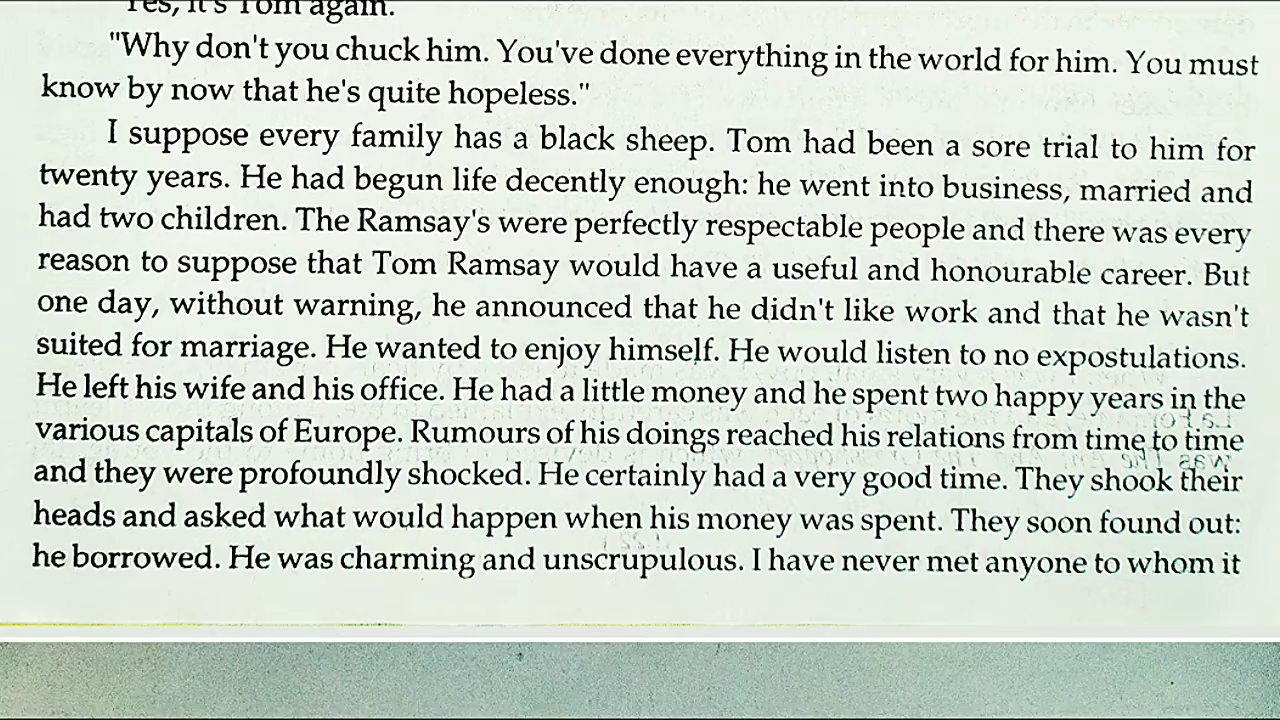 Yes, it's Tom again.
"Why don't you chuck him. You've done everything in the world for him. You must
know by now that he's quite hopeless."
I suppose every family has a black sheep. Tom had been a sore trial to him for
twenty years. He had begun life decently enough: he went into business, married and
had two children. The Ramsay's were perfectly respectable people and there was every
reason to suppose that Tom Ramsay would have a useful and honourable career. But
one day, without warning, he announced that he didn't like work and that he wasn't
suited for marriage. He wanted to enjoy himself. He would listen to no expostulations.
He left his wife and his office. He had a little money and he spent two happy years in the
various capitals of Europe. Rumours of his doings reached his relations from time to time
and they were profoundly shocked. He certainly had a very good time. They shook their
heads and asked what would happen when his money was spent. They soon found out:
he borrowed. He was charming and unscrupulous. I have never met anyone to whom it